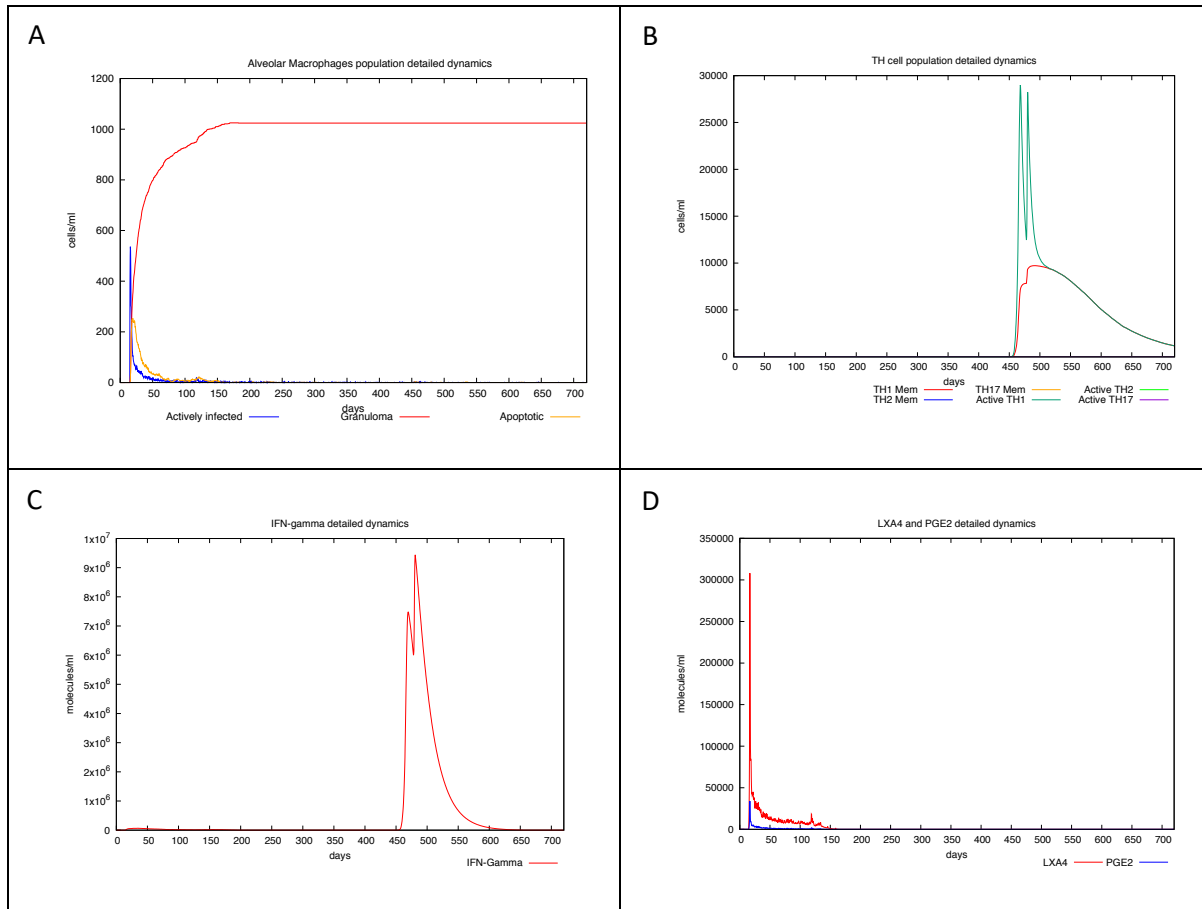 A
Alveolar Macrophages population detailed dynamics
1200
1000
800
600
400
200
0
cells/ml
0 50 100 150 200 250 300 350 400 450 500 550 600 650 700
days
Actively infected Granuloma Apoptotic
B
TH cell population detailed dynamics
30000
25000
20000
15000
10000
5000
0
cells/ml
0 50 100 150 200 250 300 350 400 450 500 550 600 650 700
days
TH1 Mem TH17 Mem Active TH2
TH2 Mem Active TH1 Active TH17
C
IFN-gamma detailed dynamics
1x10⁷
9x10⁶
8x10⁶
7x10⁶
6x10⁶
5x10⁶
4x10⁶
3x10⁶
2x10⁶
1x10⁶
0
molecules/ml
0 50 100 150 200 250 300 350 400 450 500 550 600 650 700
days
IFN-Gamma
D
LXA4 and PGE2 detailed dynamics
350000
300000
250000
200000
150000
100000
50000
0
molecules/ml
0 50 100 150 200 250 300 350 400 450 500 550 600 650 700
days
LXA4 PGE2